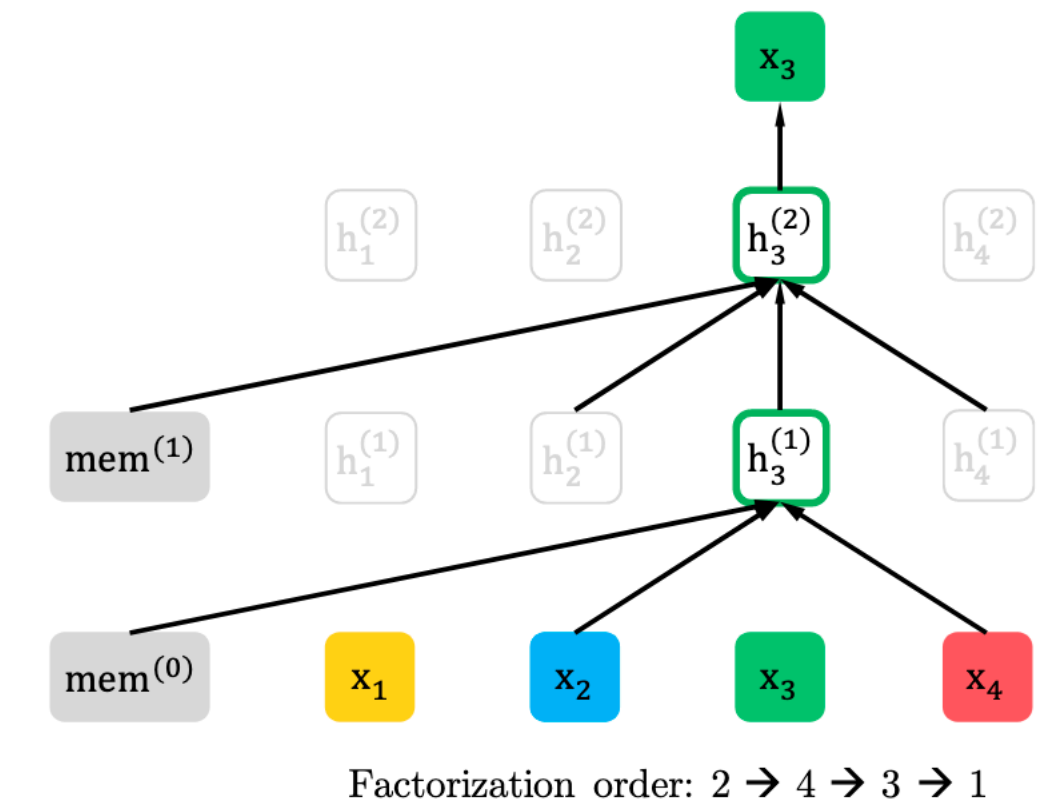 x₃
h₁⁽²⁾ h₂⁽²⁾ h₃⁽²⁾ h₄⁽²⁾
mem⁽¹⁾ h₁⁽¹⁾ h₂⁽¹⁾ h₃⁽¹⁾ h₄⁽¹⁾
mem⁽⁰⁾ x₁ x₂ x₃ x₄
Factorization order: 2 → 4 → 3 → 1